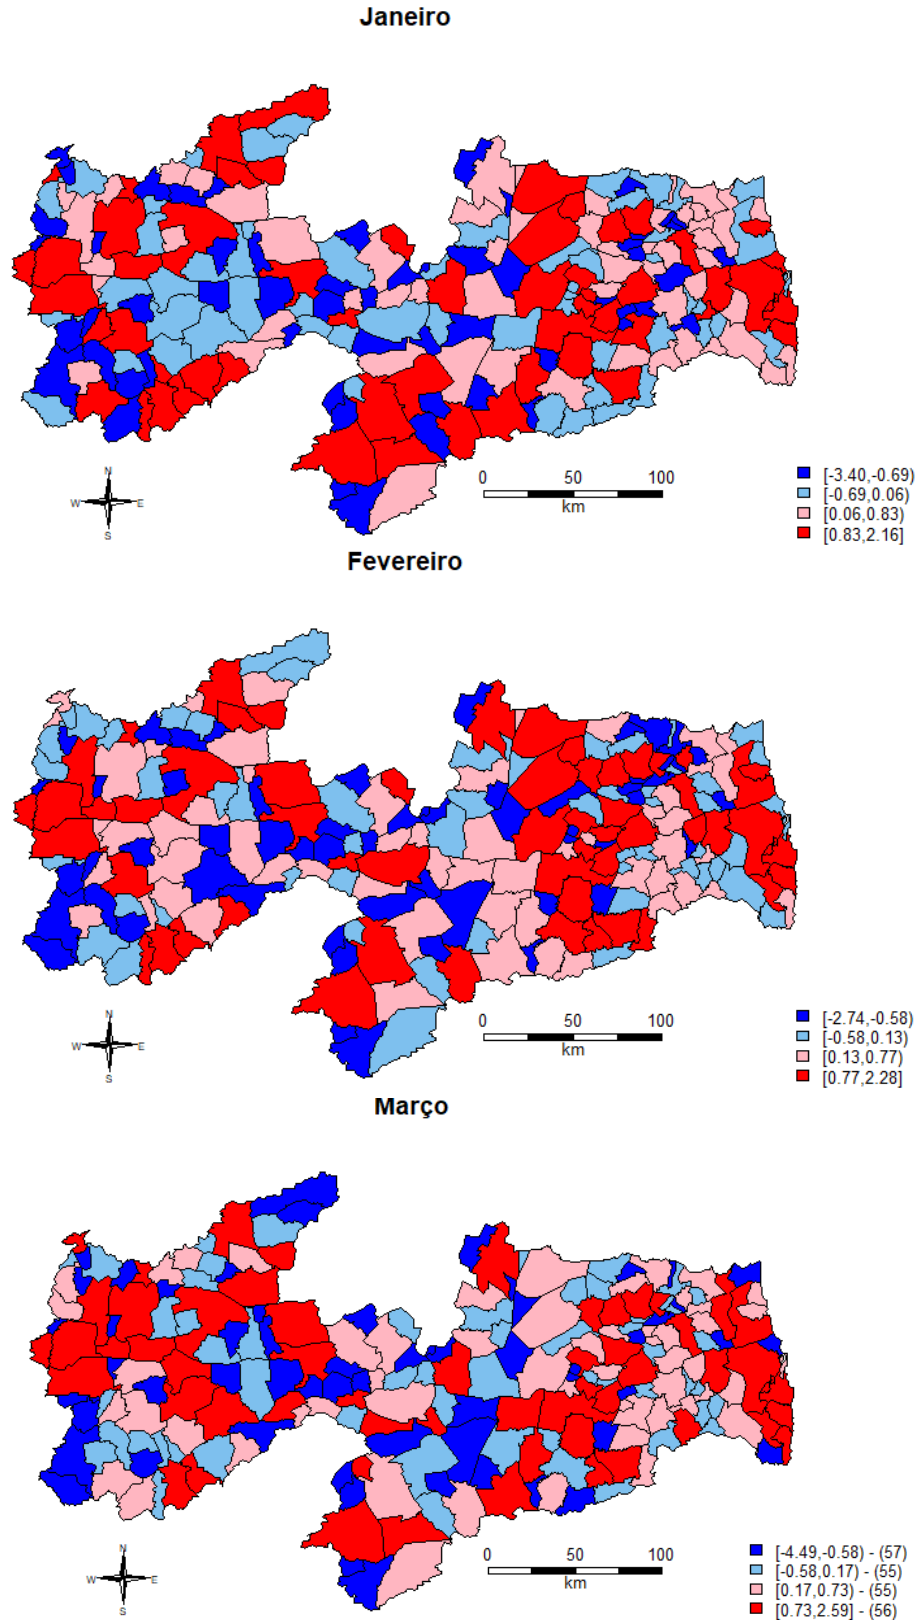 Janeiro
N
W E
S
0 50 100
km
[-3.40,-0.69)
[-0.69,0.06)
[0.06,0.83)
[0.83,2.16]
Fevereiro
N
W E
S
0 50 100
km
[-2.74,-0.58)
[-0.58,0.13)
[0.13,0.77)
[0.77,2.28]
Março
N
W E
S
0 50 100
km
[-4.49,-0.58) - (57)
[-0.58,0.17) - (55)
[0.17,0.73) - (55)
[0.73,2.59] - (56)